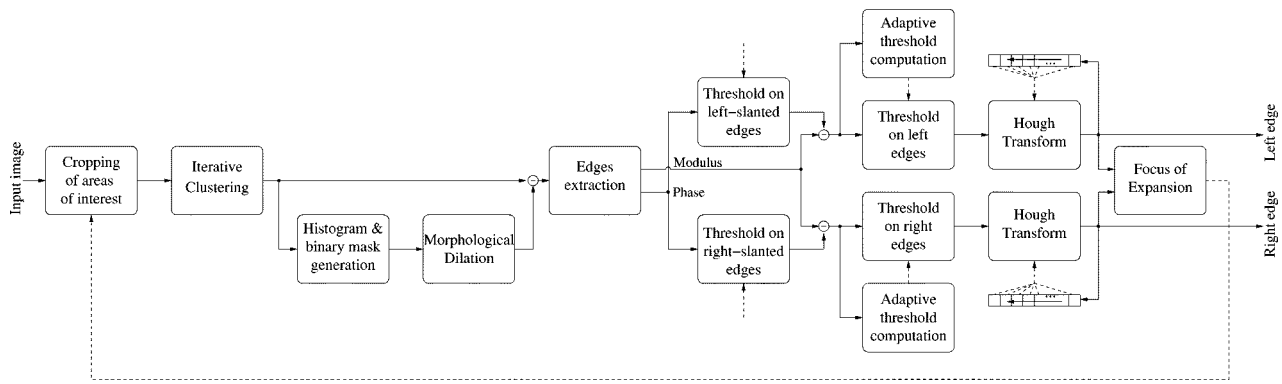 Input image
Cropping
of areas
of interest
Iterative
Clustering
Histogram &
binary mask
generation
Morphological
Dilation
Edges
extraction
Modulus
Phase
Threshold on
left-slanted
edges
Threshold on
right-slanted
edges
Adaptive
threshold
computation
Threshold
on left
edges
Threshold
on right
edges
Adaptive
threshold
computation
...
Hough
Transform
Hough
Transform
...
Focus of
Expansion
Left edge
Right edge